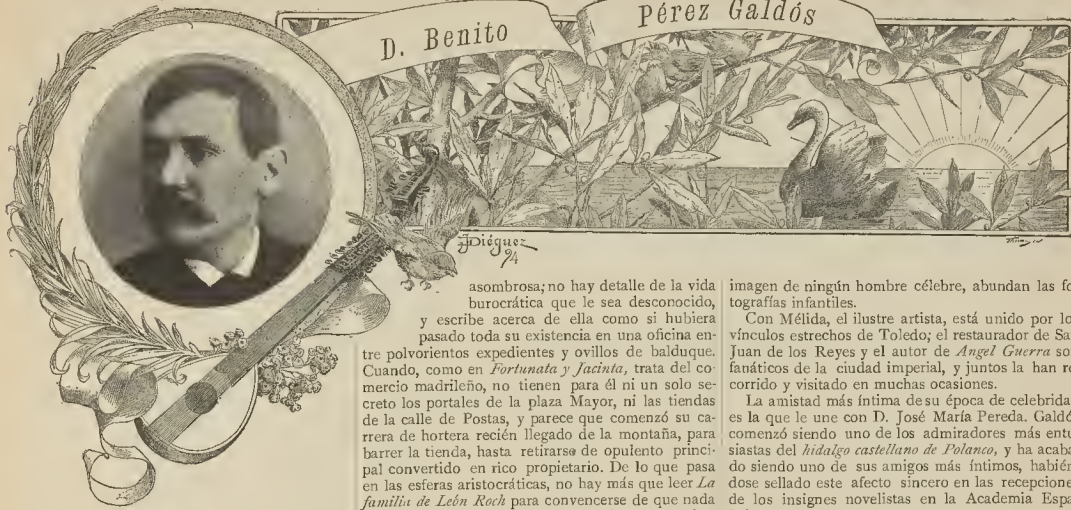 D. Benito
Pérez Galdós
Diéguez
94
asombrosa; no hay detalle de la vida
burocrática que le sea desconocido,
y escribe acerca de ella como si hubiera
pasado toda su existencia en una oficina en-
tre polvorientos expedientes y ovillos de balduque.
Cuando, como en Fortunata y Jacinta, trata del co-
mercio madrileño, no tienen para él ni un solo se-
creto los portales de la plaza Mayor, ni las tiendas
de la calle de Postas, y parece que comenzó su ca-
rrera de hortera recién llegado de la montaña, para
barrer la tienda, hasta retirarse de opulento princi-
pal convertido en rico propietario. De lo que pasa
en las esferas aristocráticas, no hay más que leer La
familia de León Roch para convencerse de que nada
imagen de ningún hombre célebre, abundan las fo
tografías infantiles.
Con Mélida, el ilustre artista, está unido por lo
vínculos estrechos de Toledo; el restaurador de Sa
Juan de los Reyes y el autor de Angel Guerra so
fanáticos de la ciudad imperial, y juntos la han re
corrido y visitado en muchas ocasiones.
La amistad más íntima de su época de celebrida
es la que le une con D. José María Pereda. Galdó
comenzó siendo uno de los admiradores más entu
siastas del hidalgo castellano de Polanco, y ha acaba
do siendo uno de sus amigos más íntimos, habién
dose sellado este afecto sincero en las recepcione
de los insignes novelistas en la Academia Espa